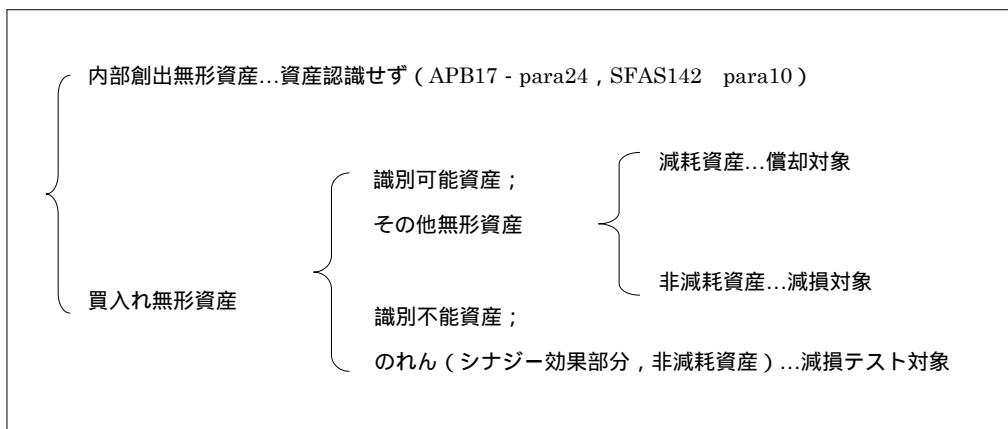 内部創出無形資産…資産認識せず（APB17 - para24，SFAS142　para10）
減耗資産…償却対象
識別可能資産；
その他無形資産
非減耗資産…減損対象
買入れ無形資産
識別不能資産；
のれん（シナジー効果部分，非減耗資産）…減損テスト対象